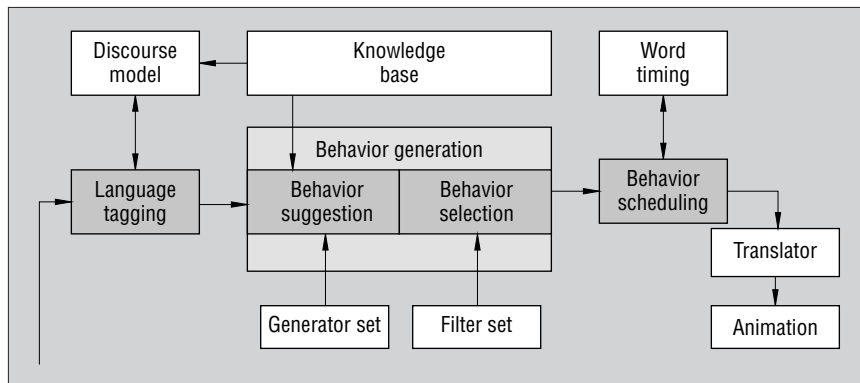 Discourse
model
Knowledge
base
Word
timing
Behavior generation
Language
tagging
Behavior
suggestion
Behavior
selection
Behavior
scheduling
Translator
Generator set
Filter set
Animation